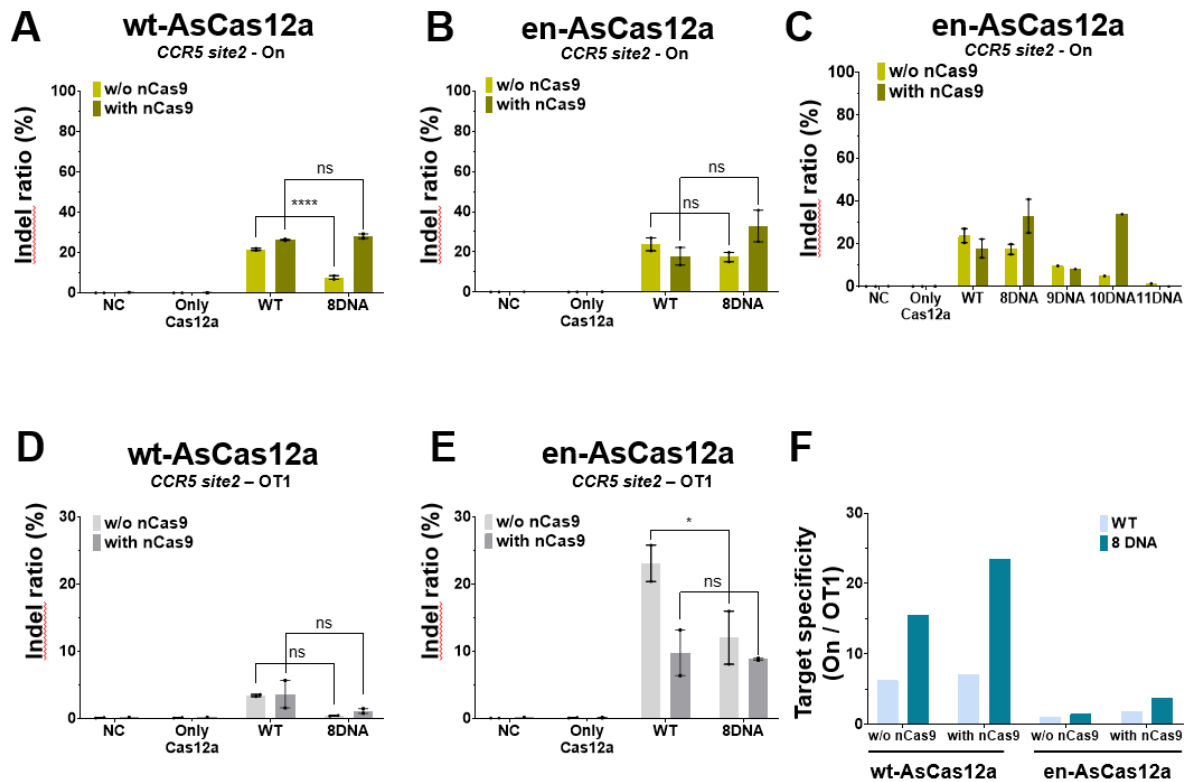 A
wt-AsCas12a
CCR5 site2 - On
w/o nCas9
with nCas9
Indel ratio (%)
100
80
60
40
20
0
****
ns
NC
Only
Cas12a
WT
8DNA
B
en-AsCas12a
CCR5 site2 - On
w/o nCas9
with nCas9
Indel ratio (%)
100
80
60
40
20
0
ns
ns
NC
Only
Cas12a
WT
8DNA
C
en-AsCas12a
CCR5 site2 - On
w/o nCas9
with nCas9
Indel ratio (%)
100
80
60
40
20
0
NC
Only
Cas12a
WT
8DNA
9DNA
10DNA
11DNA
D
wt-AsCas12a
CCR5 site2 – OT1
w/o nCas9
with nCas9
Indel ratio (%)
30
20
10
0
ns
ns
NC
Only
Cas12a
WT
8DNA
E
en-AsCas12a
CCR5 site2 – OT1
w/o nCas9
with nCas9
Indel ratio (%)
30
20
10
0
*
ns
NC
Only
Cas12a
WT
8DNA
F
WT
8 DNA
Target specificity
(On / OT1)
30
20
10
0
w/o nCas9
with nCas9
w/o nCas9
with nCas9
wt-AsCas12a
en-AsCas12a